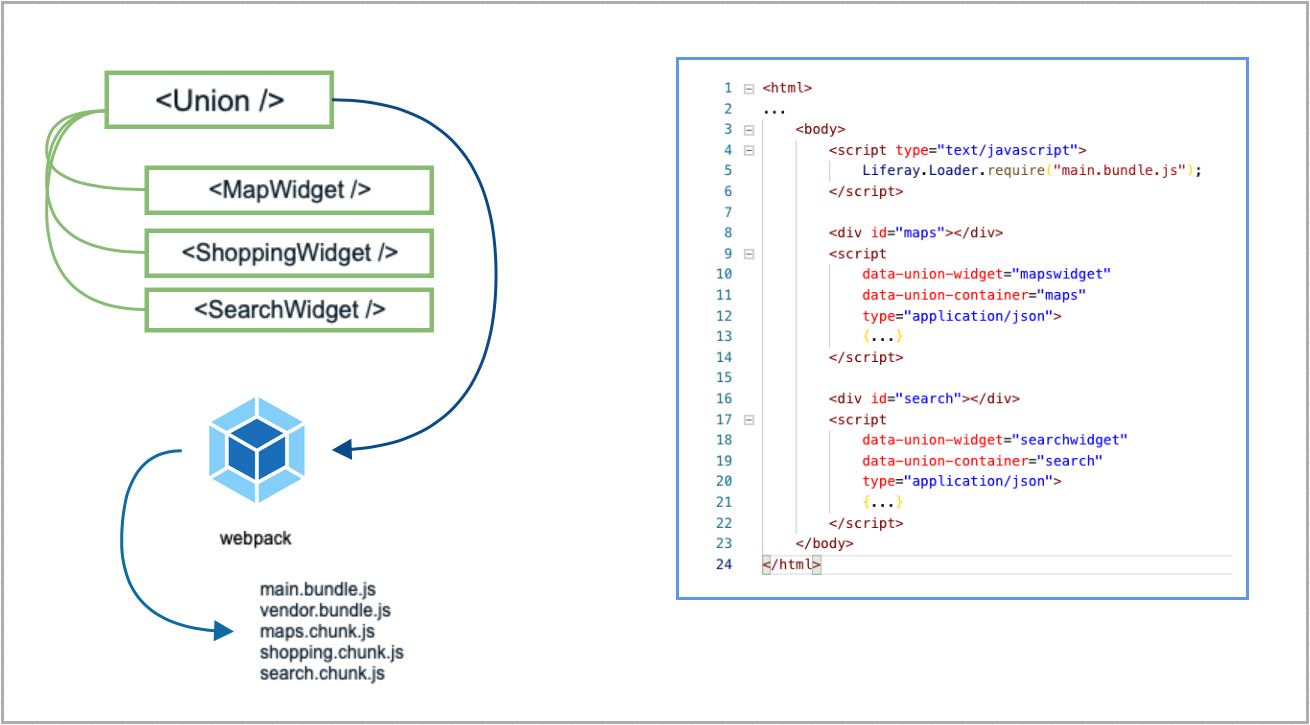 <Union />
<MapWidget />
<ShoppingWidget />
<SearchWidget />
webpack
main.bundle.js
vendor.bundle.js
maps.chunk.js
shopping.chunk.js
search.chunk.js
1 <html>
2 ...
3 <body>
4 <script type="text/javascript">
5 Liferay.Loader.require("main.bundle.js");
6 </script>
7
8 <div id="maps"></div>
9 <script
10 data-union-widget="mapswidget"
11 data-union-container="maps"
12 type="application/json">
13 {...}
14 </script>
15
16 <div id="search"></div>
17 <script
18 data-union-widget="searchwidget"
19 data-union-container="search"
20 type="application/json">
21 {...}
22 </script>
23 </body>
24 </html>